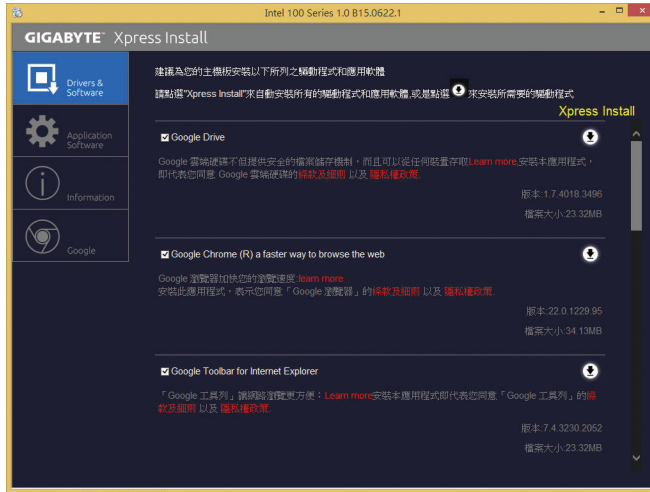 Intel 100 Series 1.0 B15.0622.1
GIGABYTE™ Xpress Install
Drivers & Software
建議為您的主機板安裝以下所列之驅動程式和應用軟體
請點選"Xpress Install"來自動安裝所有的驅動程式和應用軟體,或是點選 來安裝所需要的驅動程式
Xpress Install
Application Software
Information
Google
Google Drive
Google 雲端硬碟不但提供安全的檔案儲存機制，而且可以從任何裝置存取Learn more.安裝本應用程式，
即代表您同意 Google 雲端硬碟的條款及細則 以及 隱私權政策.
版本:1.7.4018.3496
檔案大小:23.32MB
Google Chrome (R) a faster way to browse the web
Google 瀏覽器加快您的瀏覽速度.learn more
安裝此應用程式，表示您同意「Google 瀏覽器」的條款及細則 以及 隱私權政策.
版本:22.0.1229.95
檔案大小:34.13MB
Google Toolbar for Internet Explorer
「Google 工具列」讓網路瀏覽更方便：Learn more安裝本應用程式即代表您同意「Google 工具列」的條
款及細則 以及 隱私權政策.
版本:7.4.3230.2052
檔案大小:23.32MB